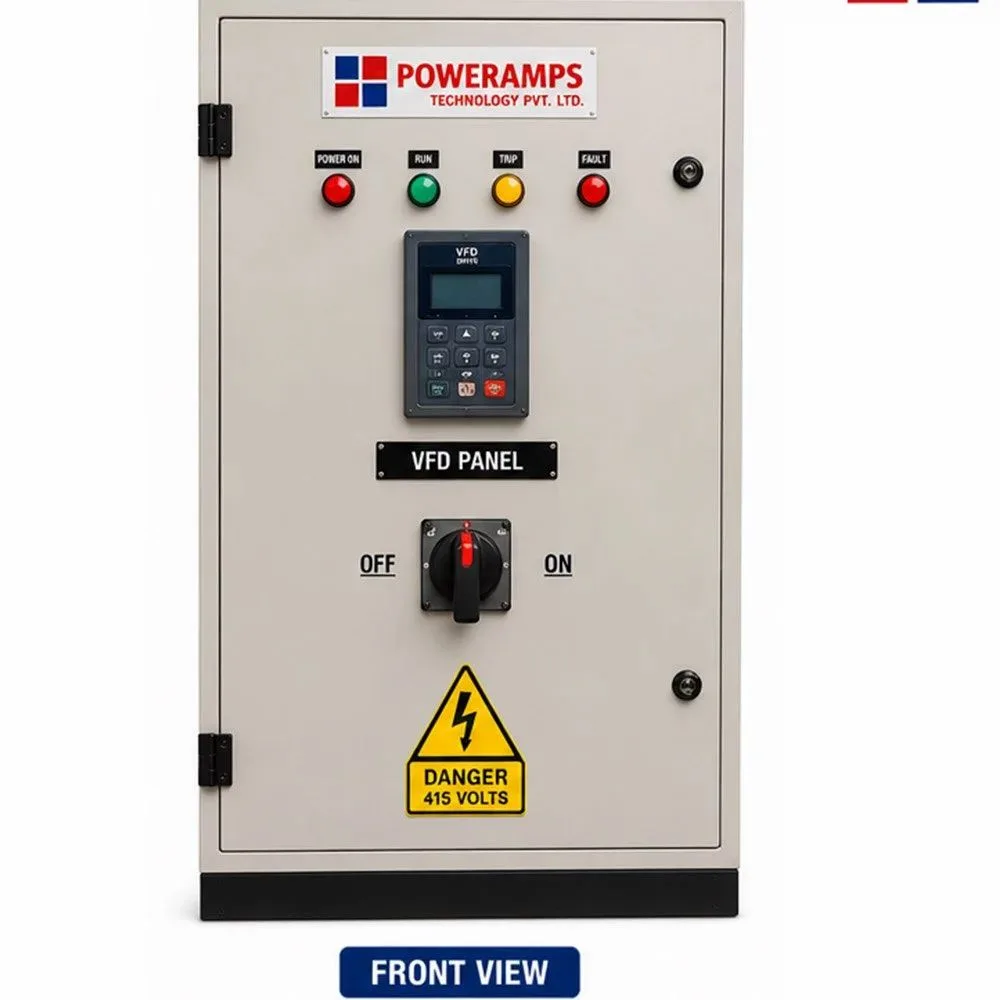 POWERAMPS
TECHNOLOGY PVT. LTD.
POWER ON
RUN
FAULT
VFD
VFD PANEL
OFF
ON
DANGER
415 VOLTS
FRONT VIEW